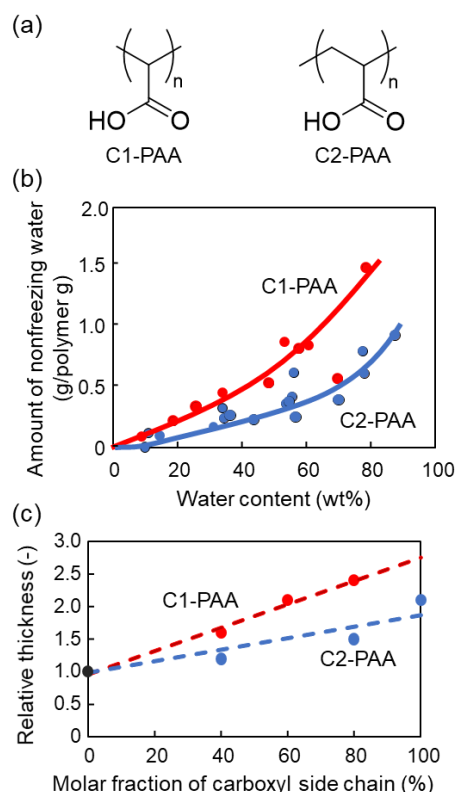 (a)
n
n
HO
O
HO
O
C1-PAA
C2-PAA
(b)
2.0
1.5
1.0
0.5
0
0
20
40
60
80
100
C1-PAA
C2-PAA
Amount of nonfreezing water
(g/polymer g)
Water content (wt%)
(c)
3.0
2.5
2.0
1.5
1.0
0.5
0
0
20
40
60
80
100
C1-PAA
C2-PAA
Relative thickness (-)
Molar fraction of carboxyl side chain (%)